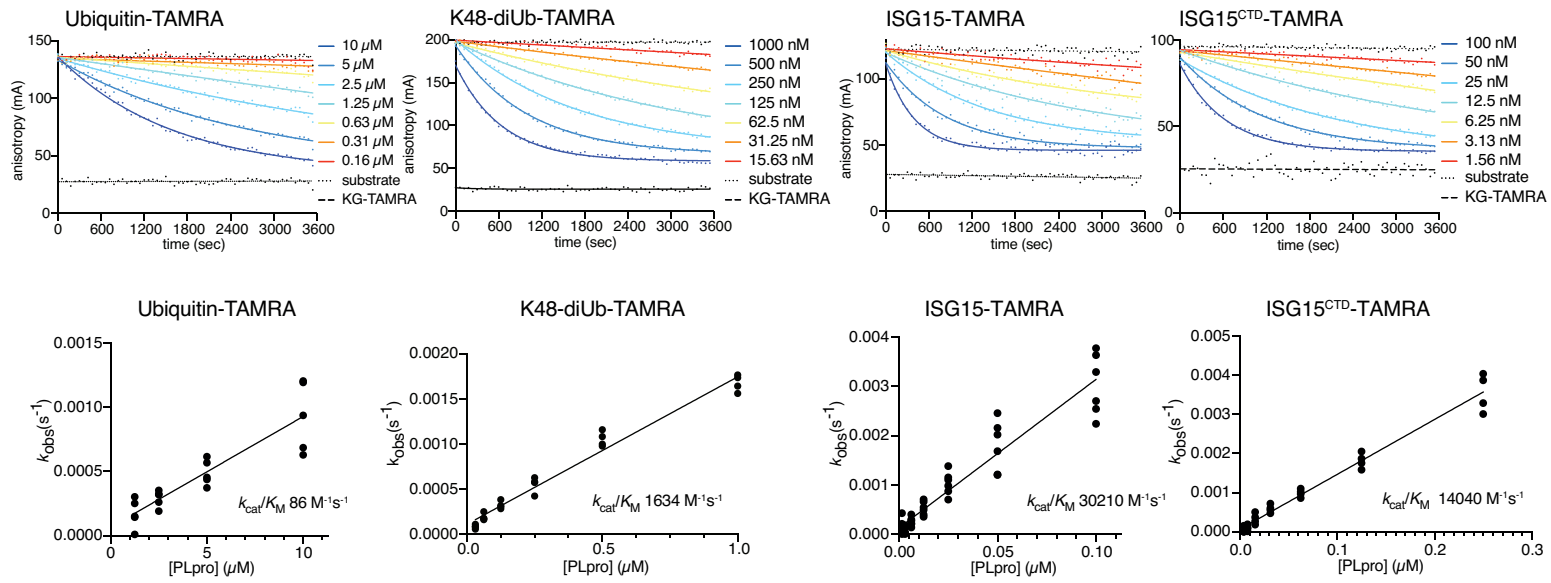 Ubiquitin-TAMRA
150
100
50
0
anisotropy (mA)
0 600 1200 1800 2400 3000 3600
time (sec)
10 µM
5 µM
2.5 µM
1.25 µM
0.63 µM
0.31 µM
0.16 µM
substrate
KG-TAMRA
K48-diUb-TAMRA
200
150
100
50
0
anisotropy (mA)
0 600 1200 1800 2400 3000 3600
time (sec)
1000 nM
500 nM
250 nM
125 nM
62.5 nM
31.25 nM
15.63 nM
substrate
KG-TAMRA
ISG15-TAMRA
100
50
0
anisotropy (mA)
0 600 1200 1800 2400 3000 3600
time (sec)
ISG15^CTD-TAMRA
100
50
0
0 600 1200 1800 2400 3000 3600
time (sec)
100 nM
50 nM
25 nM
12.5 nM
6.25 nM
3.13 nM
1.56 nM
substrate
KG-TAMRA
Ubiquitin-TAMRA
0.0015
0.0010
0.0005
0.0000
kobs(s⁻¹)
kcat/KM 86 M⁻¹s⁻¹
0 5 10
[PLpro] (µM)
K48-diUb-TAMRA
0.0020
0.0015
0.0010
0.0005
0.0000
kobs(s⁻¹)
kcat/KM 1634 M⁻¹s⁻¹
0.0 0.5 1.0
[PLpro] (µM)
ISG15-TAMRA
0.004
0.003
0.002
0.001
0.000
kobs(s⁻¹)
kcat/KM 30210 M⁻¹s⁻¹
0.00 0.05 0.10
[PLpro] (µM)
ISG15^CTD-TAMRA
0.005
0.004
0.003
0.002
0.001
0.000
kobs(s⁻¹)
kcat/KM 14040 M⁻¹s⁻¹
0.0 0.1 0.2 0.3
[PLpro] (µM)